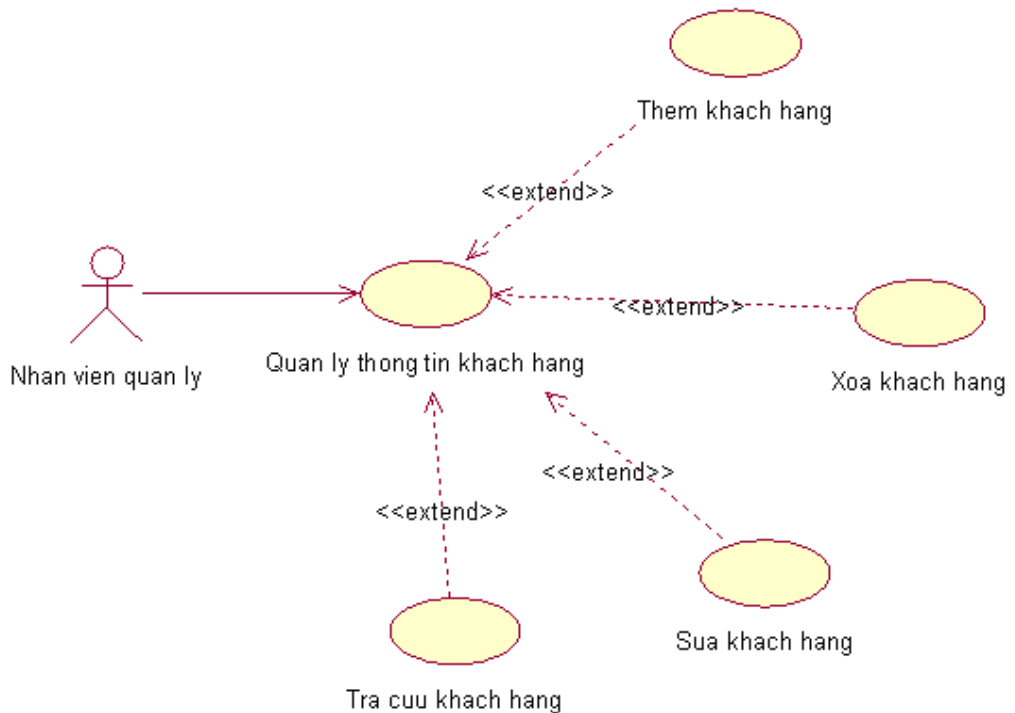 Them khach hang
<<extend>>
<<extend>>
Nhan vien quan ly
Quan ly thong tin khach hang
Xoa khach hang
<<extend>>
<<extend>>
Sua khach hang
Tra cuu khach hang